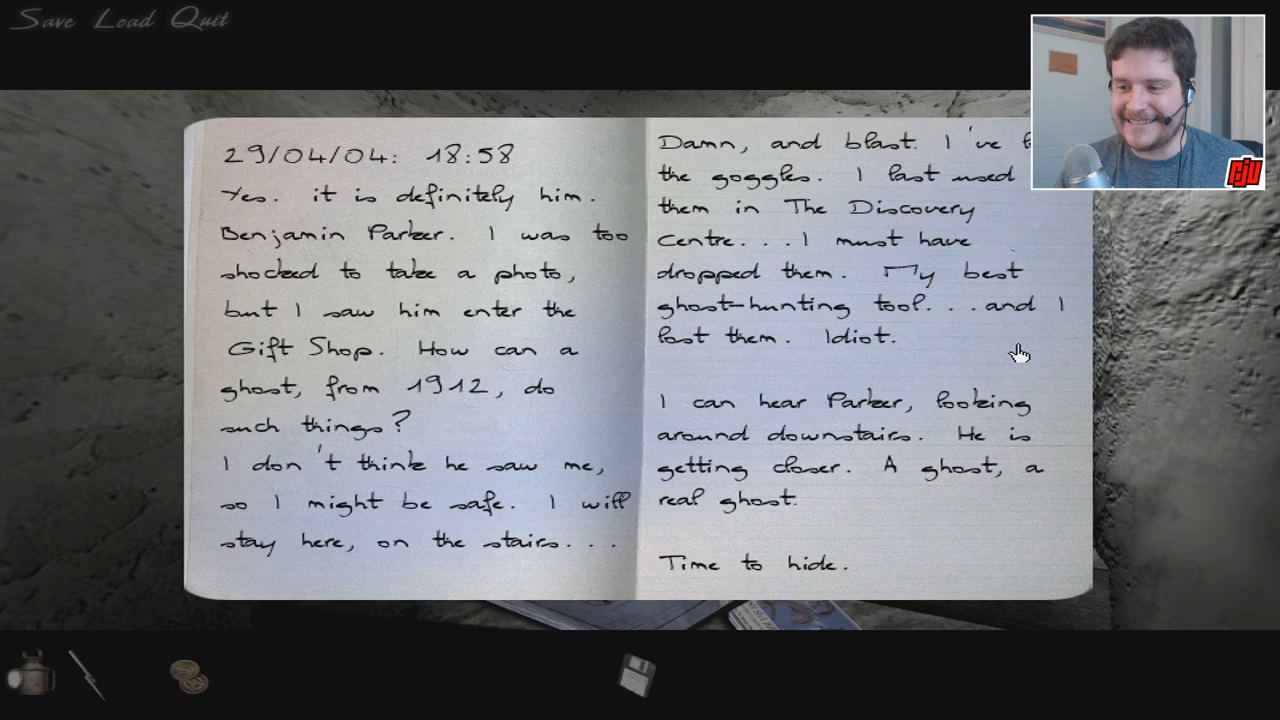 Save Load Quit
29/04/04: 18:58
Yes. it is definitely him.
Benjamin Parker. I was too
shocked to take a photo,
but I saw him enter the
Gift Shop. How can a
ghost, from 1912, do
such things?
I don't think he saw me,
so I might be safe. I will
stay here, on the stairs...
Damn, and blast. I've
the goggles. I last used
them in The Discovery
Centre...I must have
dropped them. My best
ghost-hunting tool...and I
lost them. Idiot.
I can hear Parker, looking
around downstairs. He is
getting closer. A ghost, a
real ghost.
Time to hide.